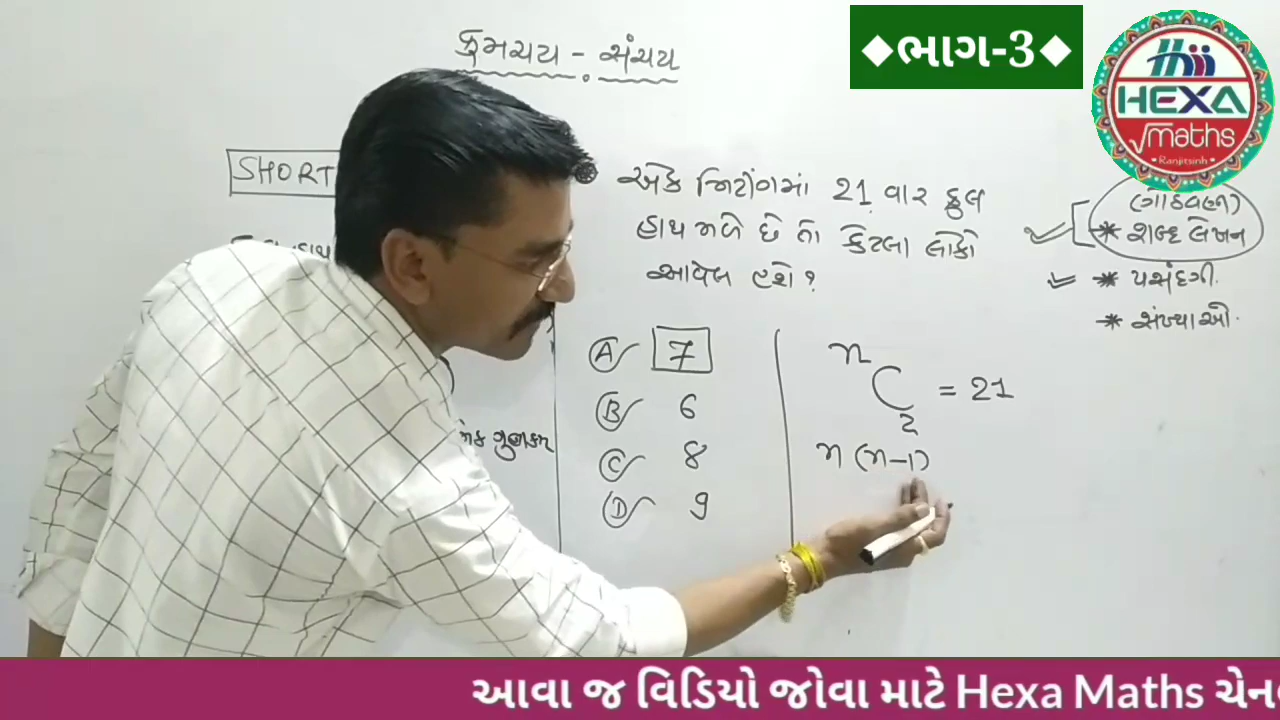 ક્રમચય - સંચય
◆ભાગ-3◆
HEXA
maths
Ranjitsinh
SHORT
એક મિટીંગમાં 21 વાર કુલ
હાથ મળે છે તો કેટલા લોકો
આવેલ હશે?
(ગોઠવણી)
* શબ્દ લેખન
* પસંદગી.
* સંખ્યાઓ.
A 7
B 6
C 8
D 9
ગુણાકાર
nC2 = 21
n (n-1)
આવા જ વિડિયો જોવા માટે Hexa Maths